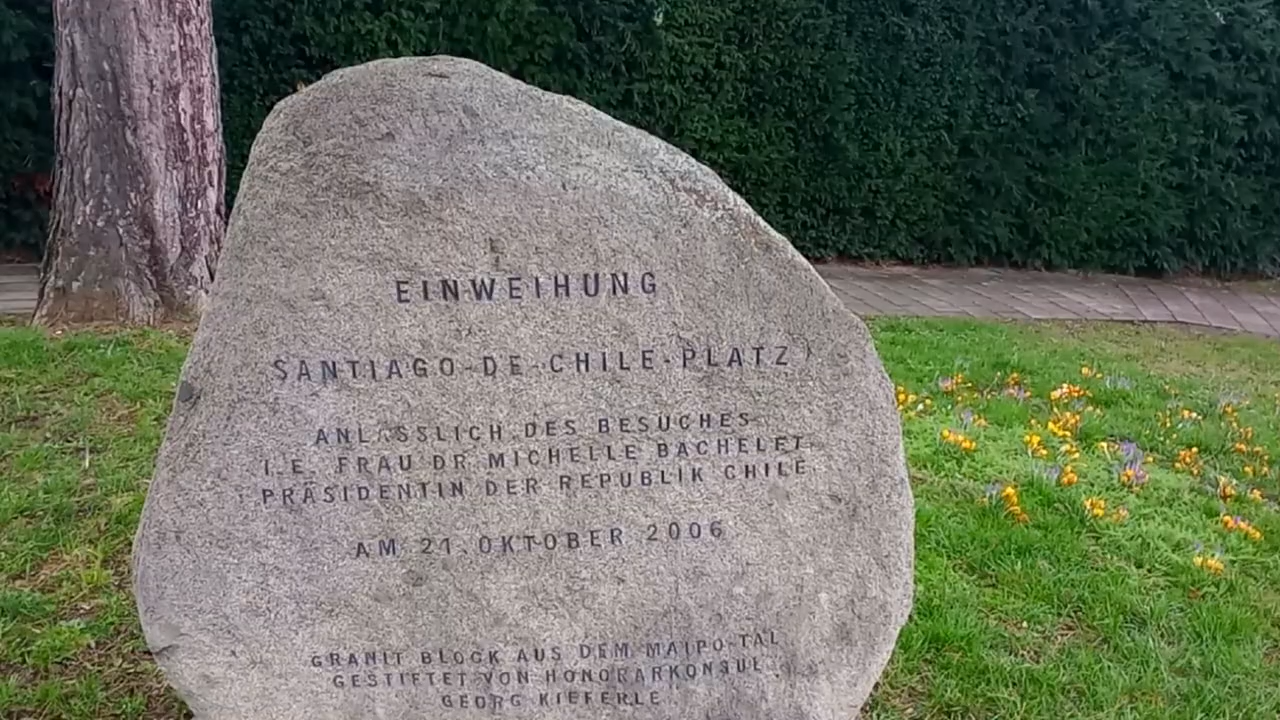 EINWEIHUNG
SANTIAGO-DE-CHILE-PLATZ
ANLÄSSLICH DES BESUCHES
I.E. FRAU DR MICHELLE BACHELET
PRÄSIDENTIN DER REPUBLIK CHILE
AM 21.OKTOBER 2006
GRANIT BLOCK AUS DEM MAIPO-TAL
GESTIFTET VON HONORARKONSUL
GEORG KIEFERLE